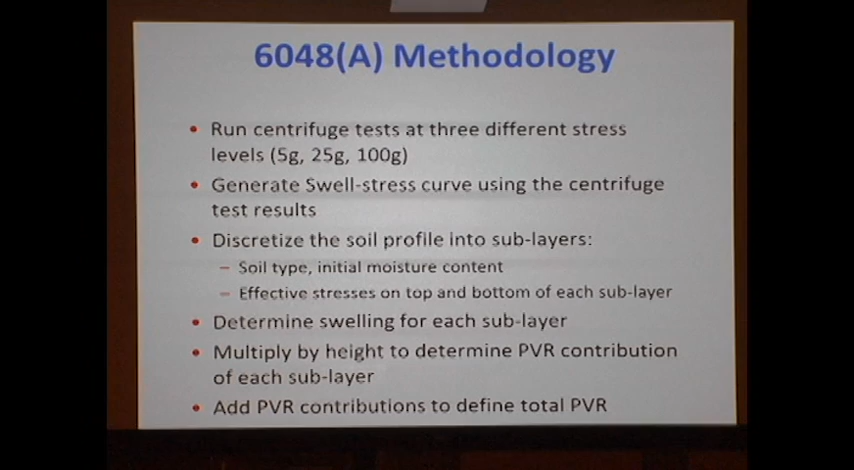 6048(A) Methodology
• Run centrifuge tests at three different stress
levels (5g, 25g, 100g)
• Generate Swell-stress curve using the centrifuge
test results
• Discretize the soil profile into sub-layers:
– Soil type, initial moisture content
– Effective stresses on top and bottom of each sub-layer
• Determine swelling for each sub-layer
• Multiply by height to determine PVR contribution
of each sub-layer
• Add PVR contributions to define total PVR